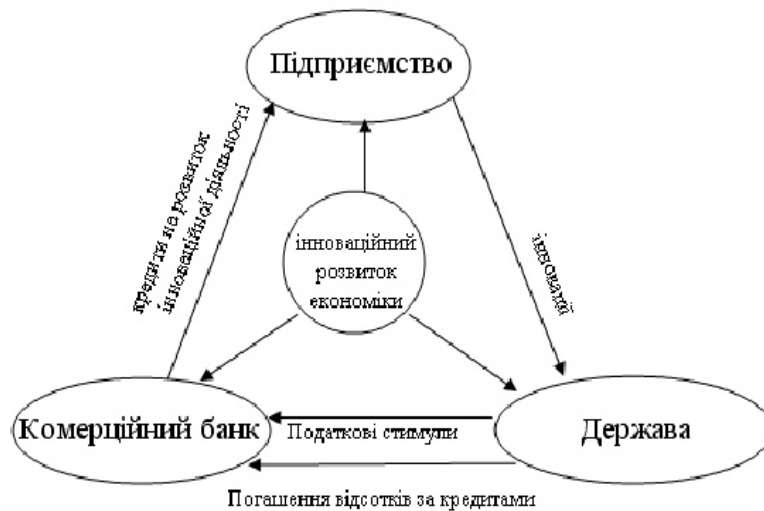 Підприємство
кредити на розвиток
інноваційної діяльності
інноваційний
розвиток
економіки
інновації
Комерційний банк
Податкові стимули
Держава
Погашення відсотків за кредитами